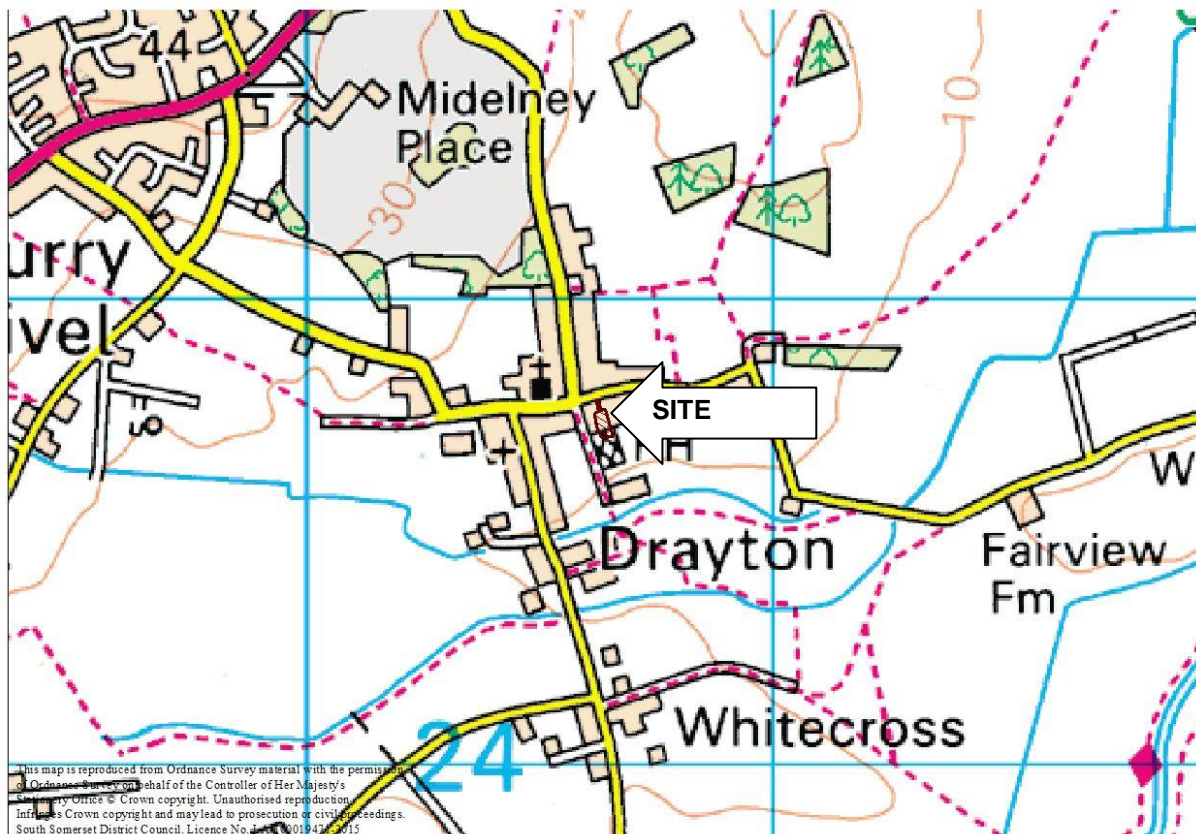 44
Midelney
Place
10
30
urry
ivel
SITE
W
Drayton
Fairview
Fm
Whitecross
24
This map is reproduced from Ordnance Survey material with the permission
of Ordnance Survey on behalf of the Controller of Her Majesty's
Stationery Office © Crown copyright. Unauthorised reproduction
Infringes Crown copyright and may lead to prosecution or civil proceedings.
South Somerset District Council. Licence No.